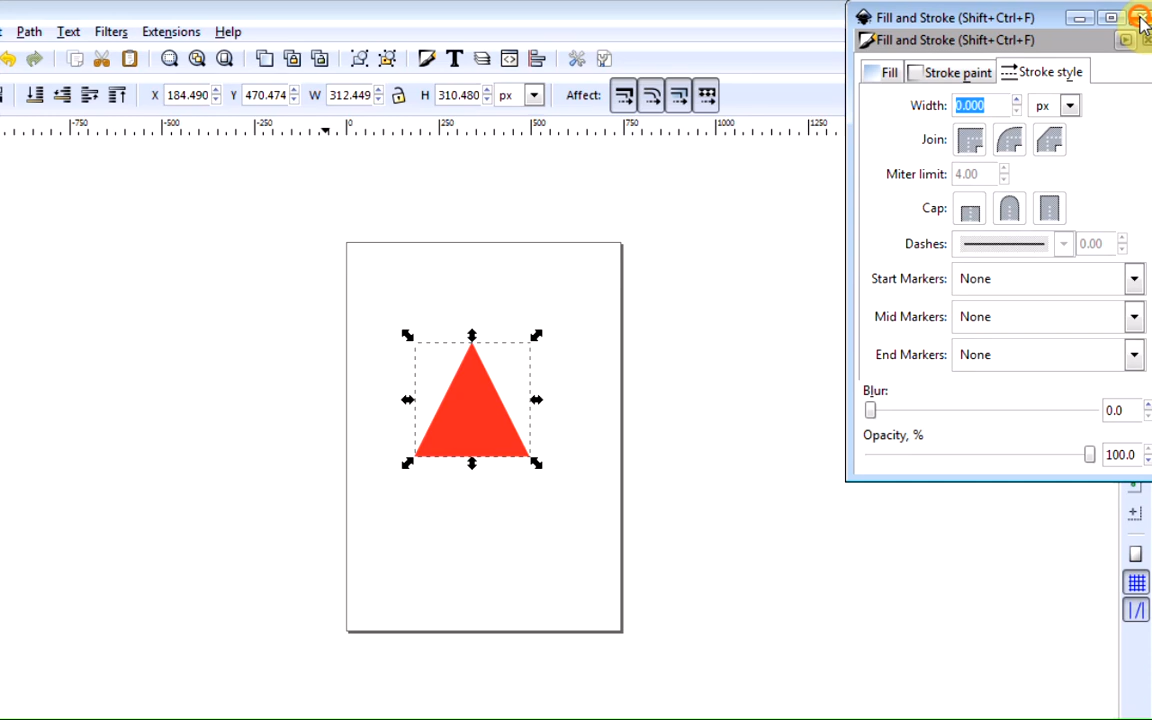 Fill and Stroke (Shift+Ctrl+F)
Path Text Filters Extensions Help
Fill and Stroke (Shift+Ctrl+F)
Fill Stroke paint Stroke style
X 184.490 Y 470.474 W 312.449 H 310.480 px Affect:
Width: 0.000 px
-750 -500 -250 0 250 500 750 1000 1250
Join:
Miter limit: 4.00
Cap:
Dashes: 0.00
Start Markers: None
Mid Markers: None
End Markers: None
Blur:
0.0
Opacity, %
100.0